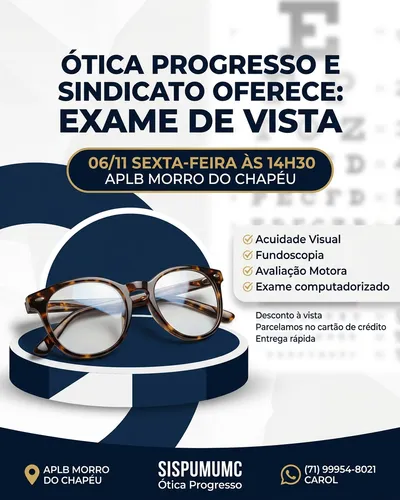 ÓTICA PROGRESSO E
SINDICATO OFERECE:
EXAME DE VISTA
06/11 SEXTA-FEIRA ÀS 14H30
APLB MORRO DO CHAPÉU
Acuidade Visual
Fundoscopia
Avaliação Motora
Exame computadorizado
Desconto à vista
Parcelamos no cartão de crédito
Entrega rápida
APLB MORRO
DO CHAPÉU
SISPUMUMC
Ótica Progresso
(71) 99954-8021
CAROL